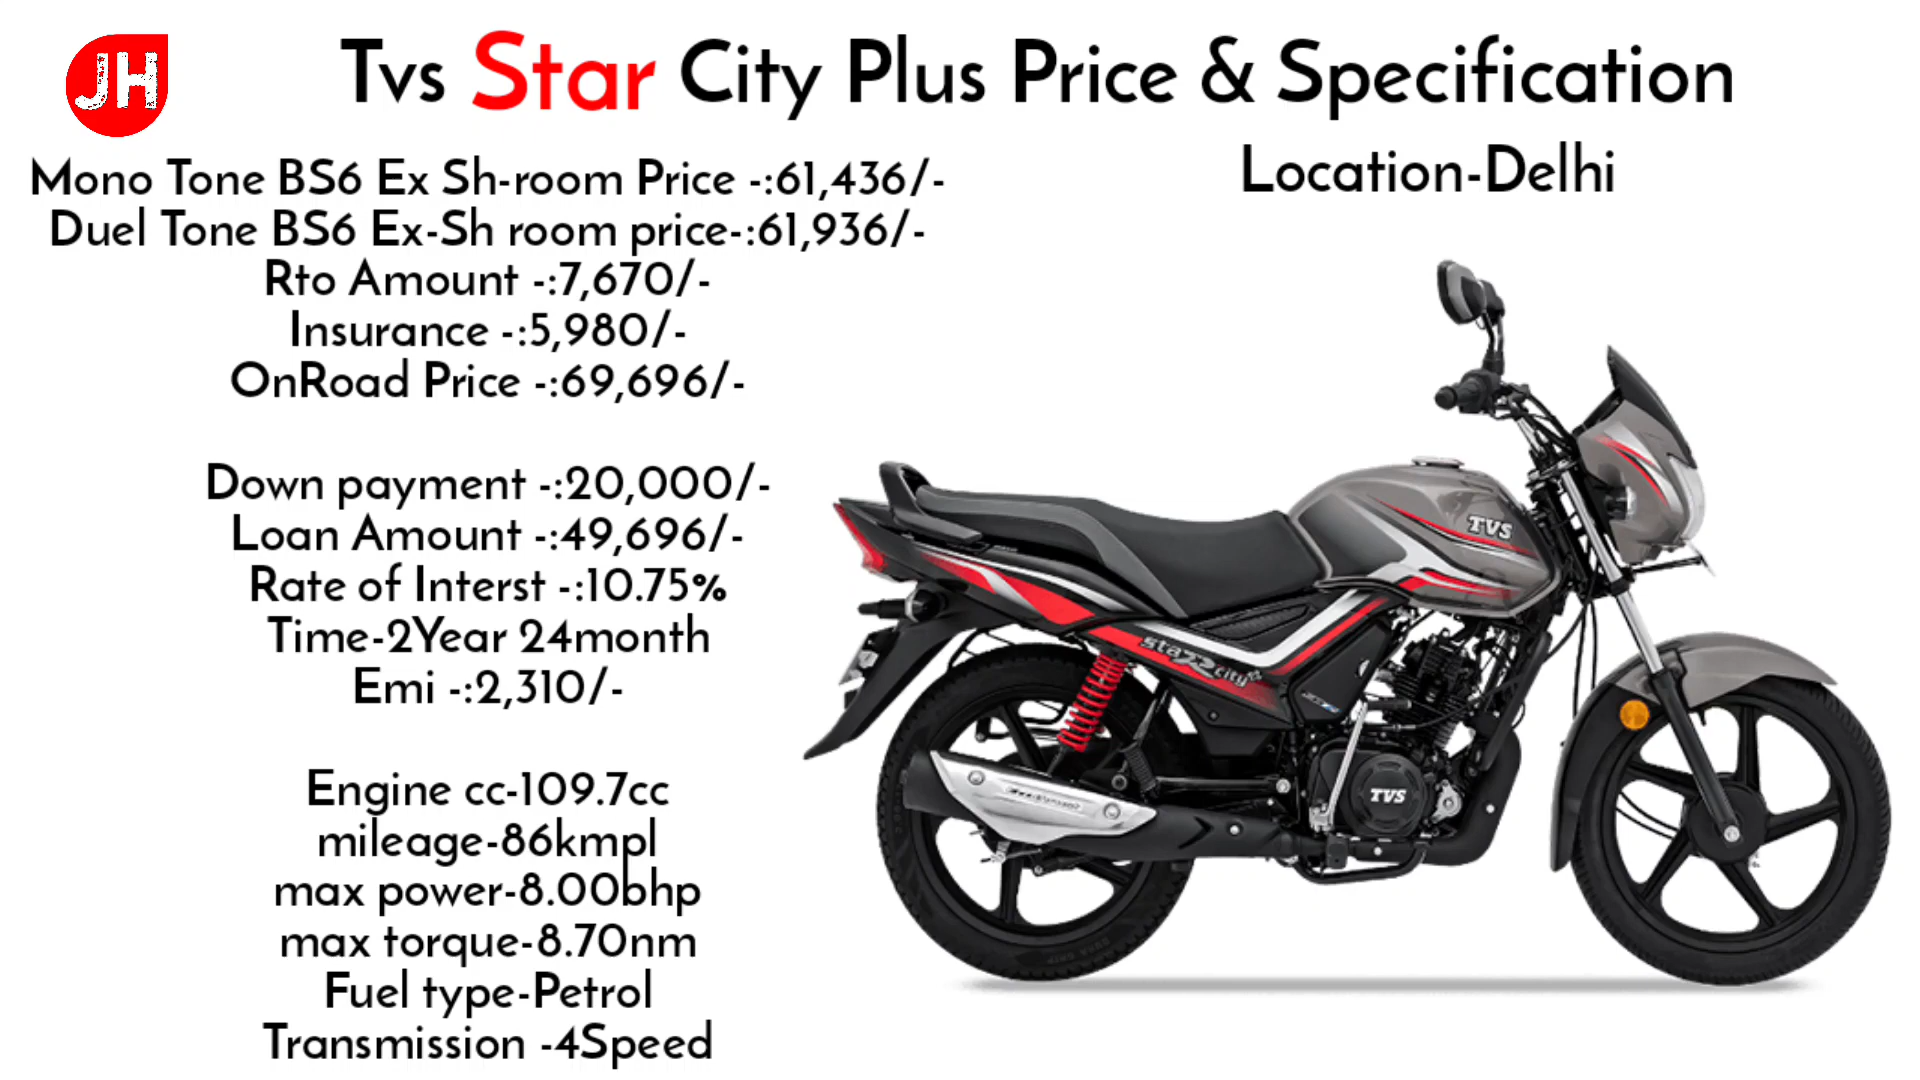 JH
Tvs Star City Plus Price & Specification
Location-Delhi
Mono Tone BS6 Ex Sh-room Price -:61,436/-
Duel Tone BS6 Ex-Sh room price-:61,936/-
Rto Amount -:7,670/-
Insurance -:5,980/-
OnRoad Price -:69,696/-
Down payment -:20,000/-
Loan Amount -:49,696/-
Rate of Interst -:10.75%
Time-2Year 24month
Emi -:2,310/-
Engine cc-109.7cc
mileage-86kmpl
max power-8.00bhp
max torque-8.70nm
Fuel type-Petrol
Transmission -4Speed
TVS
staR city+
TVS